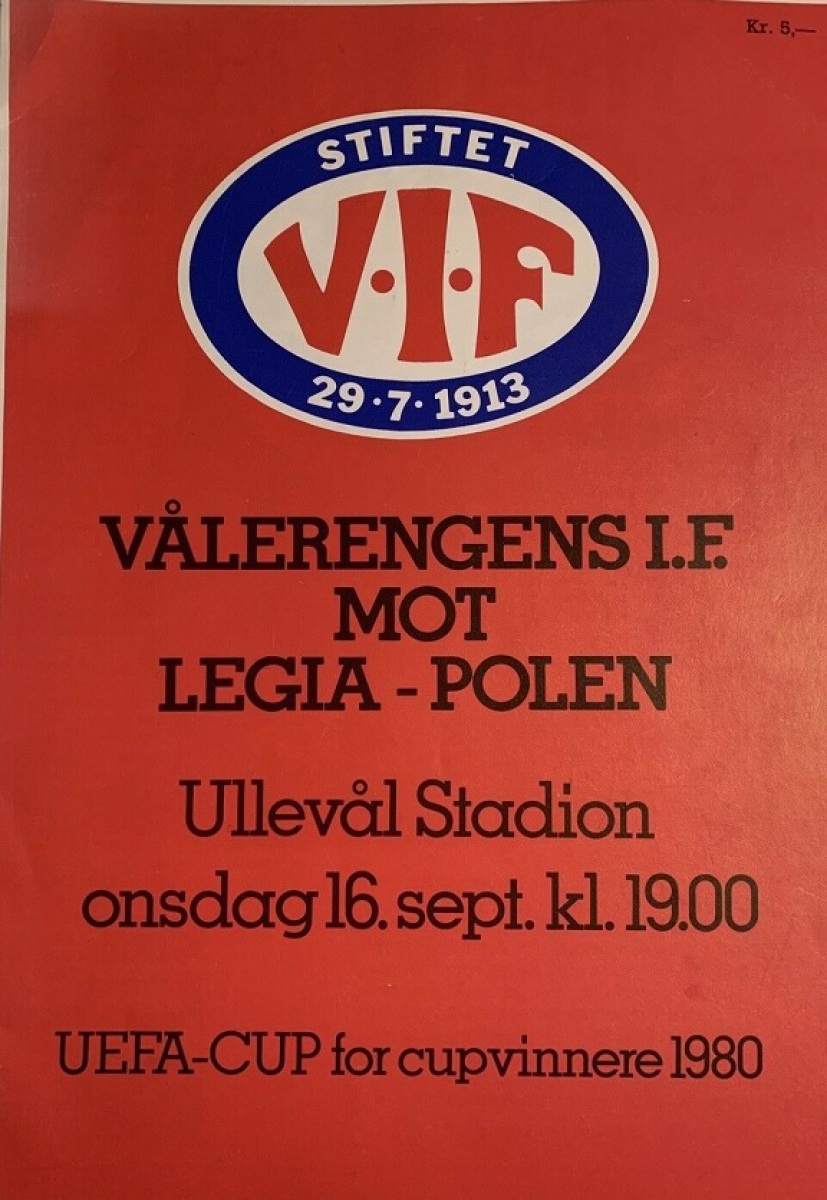 Kr. 5,—
STIFTET
V·I·F
29·7·1913
VÅLERENGENS I.F.
MOT
LEGIA - POLEN
Ullevål Stadion
onsdag 16. sept. kl. 19.00
UEFA-CUP for cupvinnere 1980